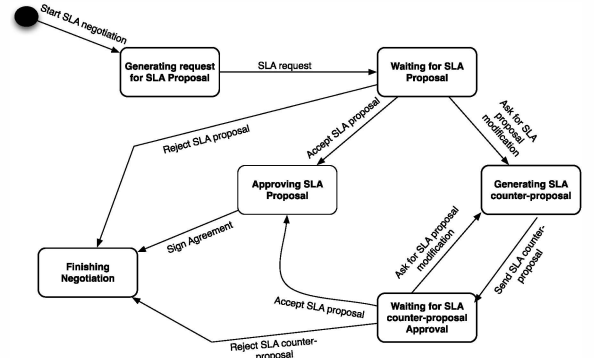 Start SLA negotiation
Generating request
for SLA Proposal
SLA request
Waiting for SLA
Proposal
Reject SLA proposal
Accept SLA proposal
Ask for SLA
proposal
modification
Approving SLA
Proposal
Generating SLA
counter-proposal
Sign Agreement
Ask for SLA proposal
modification
Send SLA counter-
proposal
Finishing
Negotiation
Accept SLA proposal
Waiting for SLA
counter-proposal
Approval
Reject SLA counter-
proposal